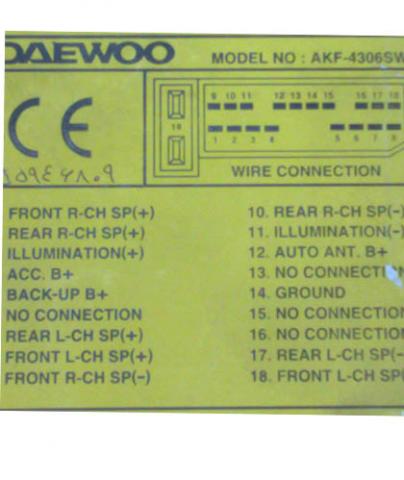 DAEWOO MODEL NO : AKF-4306SW
CE
9 10 11 12 13 14 15 16 17 18
19
1 2 3 4 5 6 7 8
WIRE CONNECTION
FRONT R-CH SP(+)
REAR R-CH SP(+)
ILLUMINATION(+)
ACC. B+
BACK-UP B+
NO CONNECTION
REAR L-CH SP(+)
FRONT L-CH SP(+)
FRONT R-CH SP(−)
10. REAR R-CH SP(−)
11. ILLUMINATION(−)
12. AUTO ANT. B+
13. NO CONNECTION
14. GROUND
15. NO CONNECTION
16. NO CONNECTION
17. REAR L-CH SP(−
18. FRONT L-CH SP(